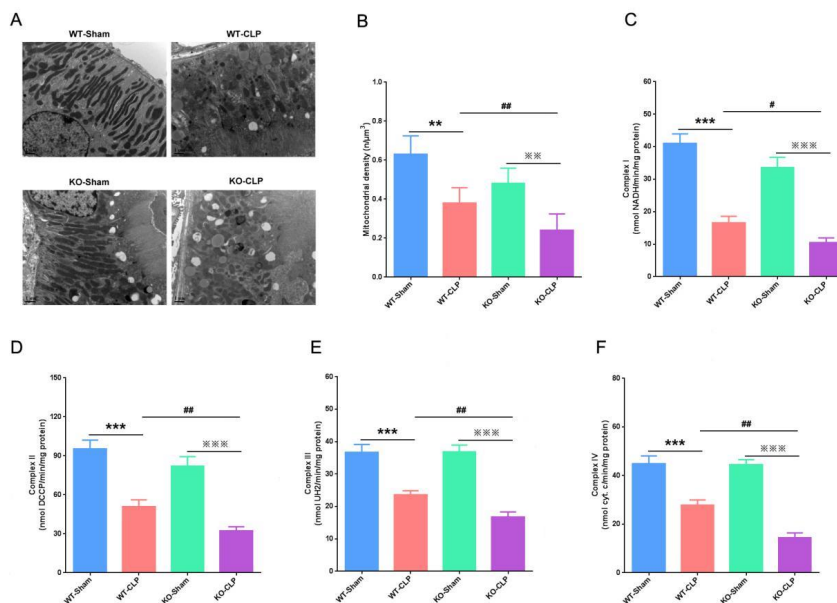 A
WT-Sham
WT-CLP
KO-Sham
KO-CLP
B
Mitochondrial density (n/μm³)
1.0
0.8
0.6
0.4
0.2
0.0
**
##
※※
WT-Sham
WT-CLP
KO-Sham
KO-CLP
C
Complex I
(nmol NADH/min/mg protein)
60
40
30
20
10
0
***
#
※※※
WT-Sham
WT-CLP
KO-Sham
KO-CLP
D
Complex II
(nmol DCCP/min/mg protein)
150
120
90
60
30
0
***
##
※※※
WT-Sham
WT-CLP
KO-Sham
KO-CLP
E
Complex III
(nmol UH2/min/mg protein)
60
40
30
20
10
0
***
##
※※※
WT-Sham
WT-CLP
KO-Sham
KO-CLP
F
Complex IV
(nmol cyt. c/min/mg protein)
80
60
40
20
0
***
##
※※※
WT-Sham
WT-CLP
KO-Sham
KO-CLP